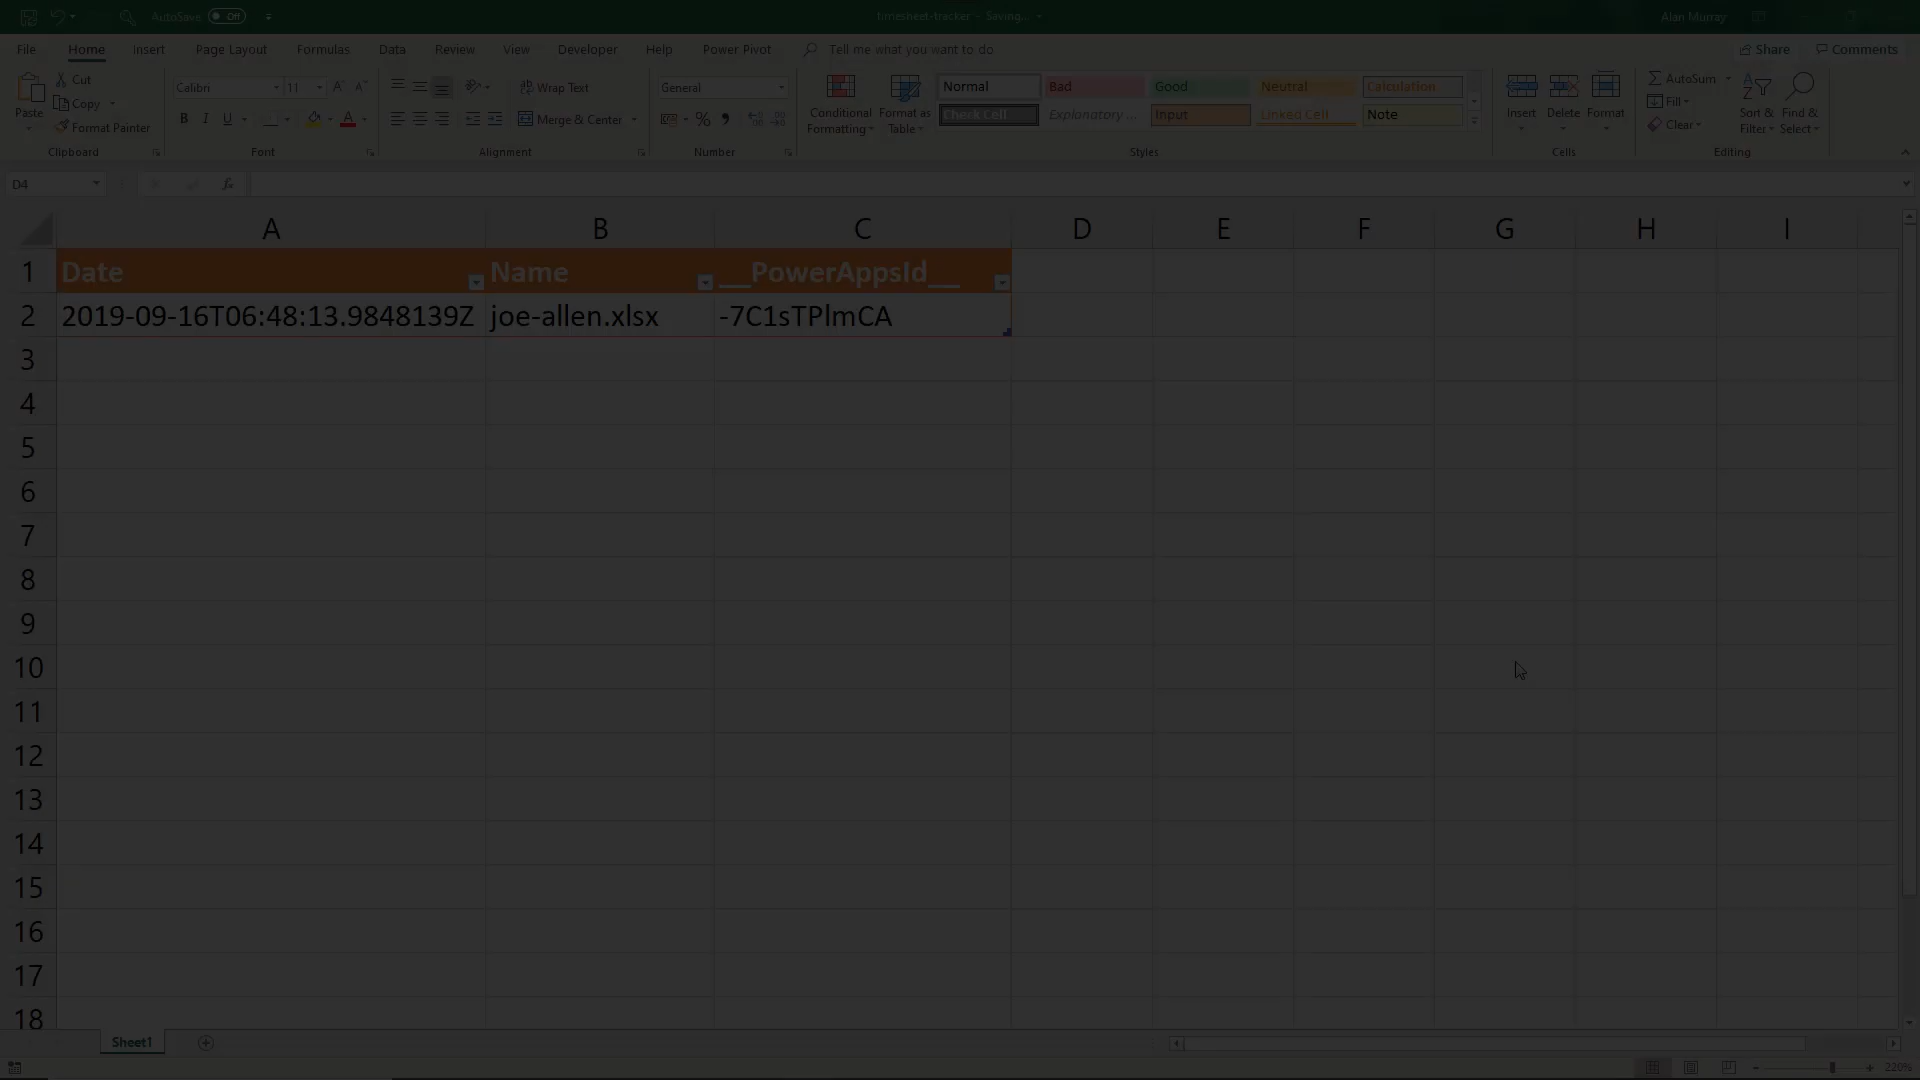 AutoSave Off timesheet-tracker - Saving... Alan Murray
File Home Insert Page Layout Formulas Data Review View Developer Help Power Pivot Tell me what you want to do Share Comments
Paste Cut Copy Format Painter Clipboard
Calibri 11 A A B I U A Font
Wrap Text Merge & Center Alignment
General % , Number
Conditional Formatting Format as Table
Normal Bad Good Neutral Calculation
Check Cell Explanatory ... Input Linked Cell Note
Styles
Insert Delete Format Cells
AutoSum Fill Clear Sort & Filter Find & Select Editing
D4 fx
A B C D E F G H I
1 Date Name __PowerAppsId__
2 2019-09-16T06:48:13.9848139Z joe-allen.xlsx -7C1sTPlmCA
3
4
5
6
7
8
9
10
11
12
13
14
15
16
17
18
Sheet1
220%